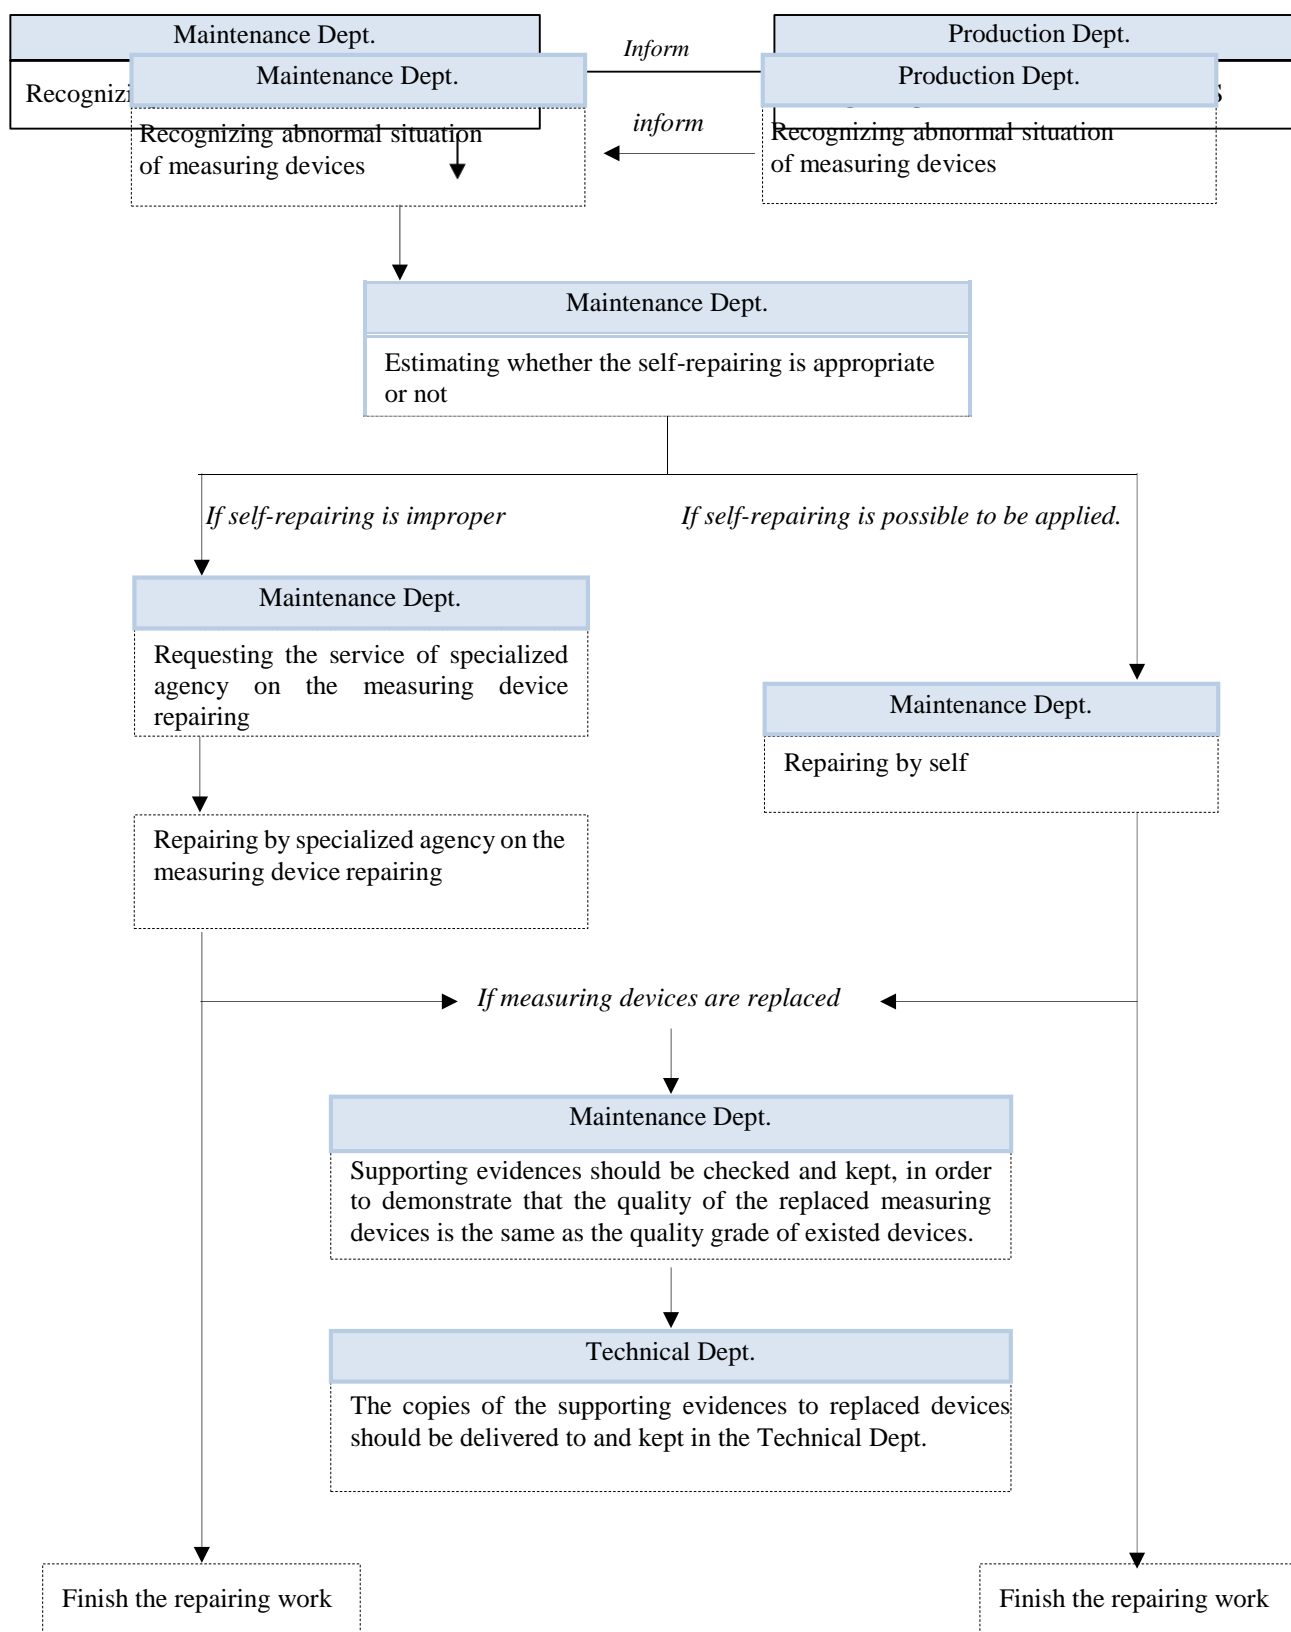 Maintenance Dept.
Inform
Production Dept.
Maintenance Dept.
Production Dept.
inform
Recognizing abnormal situation
of measuring devices
Recognizing abnormal situation
of measuring devices
Maintenance Dept.
Estimating whether the self-repairing is appropriate
or not
If self-repairing is improper
If self-repairing is possible to be applied.
Maintenance Dept.
Requesting the service of specialized
agency on the measuring device
repairing
Maintenance Dept.
Repairing by self
Repairing by specialized agency on the
measuring device repairing
If measuring devices are replaced
Maintenance Dept.
Supporting evidences should be checked and kept, in order
to demonstrate that the quality of the replaced measuring
devices is the same as the quality grade of existed devices.
Technical Dept.
The copies of the supporting evidences to replaced devices
should be delivered to and kept in the Technical Dept.
Finish the repairing work
Finish the repairing work